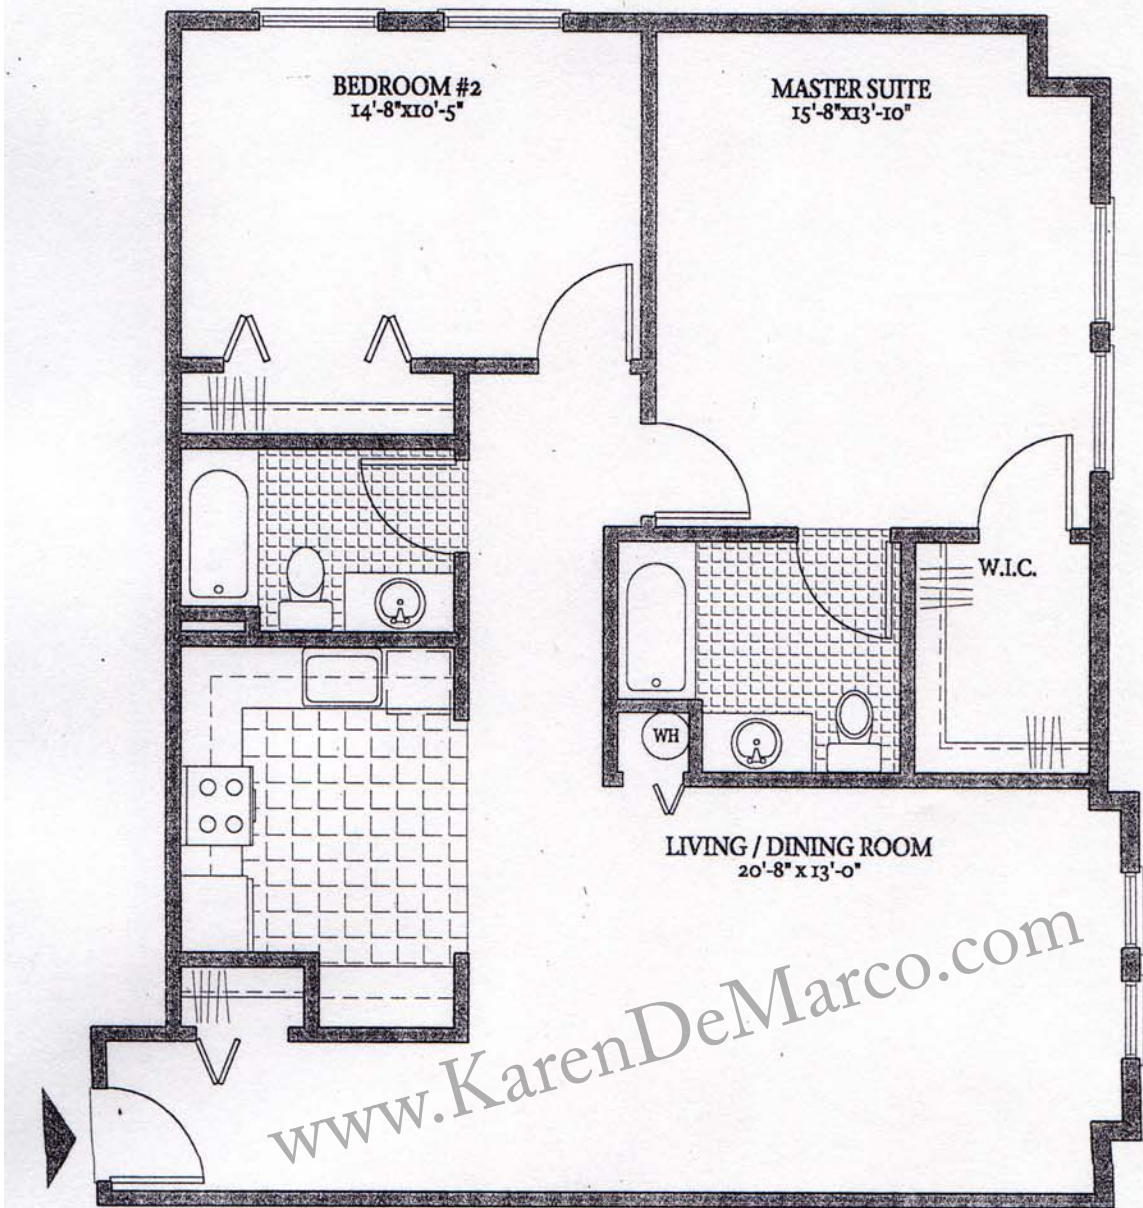 BEDROOM #2
14'-8"x10'-5"
MASTER SUITE
15'-8"x13'-10"
W.I.C.
WH
LIVING / DINING ROOM
20'-8" x 13'-0"
www.KarenDeMarco.com